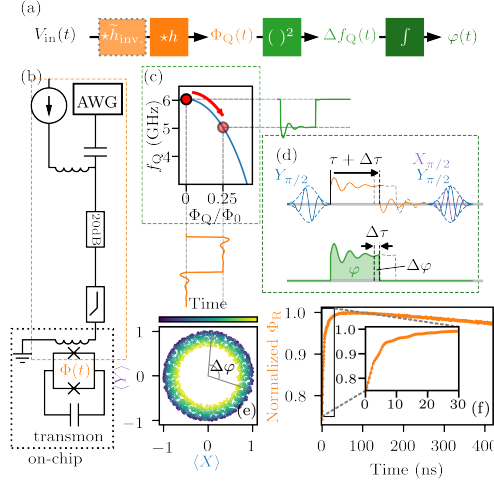 (a)
V_in(t) ⋆h̃_inv. ⋆h Φ_Q(t) ( )² Δf_Q(t) ∫ φ(t)
(b)
AWG
20dB
Φ(t)
transmon
on-chip
(c)
f_Q (GHz)
6
5
4
0 0.25
Φ_Q/Φ_0
(d)
τ + Δτ
Y_π/2
X_π/2
Y_π/2
Δτ
φ
Δφ
Time
⟨Y⟩
1
0
−1
Δφ
(e)
−1 0 1
⟨X⟩
Normalized Φ_R
1.0
0.9
0.8
1.0
0.8
0 10 20 30
(f)
0 100 200 300 400
Time (ns)